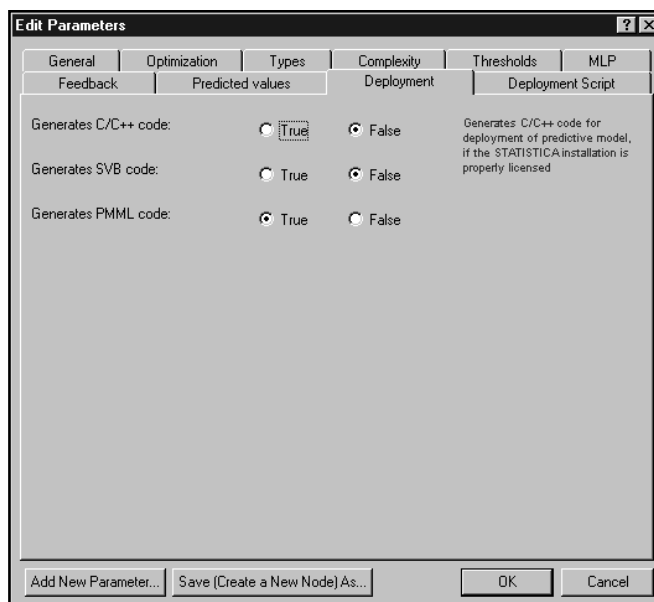 Edit Parameters
General Optimization Types Complexity Thresholds MLP
Feedback Predicted values Deployment Deployment Script
Generates C/C++ code: True False
Generates C/C++ code for
deployment of predictive model,
if the STATISTICA installation is
properly licensed
Generates SVB code: True False
Generates PMML code: True False
Add New Parameter... Save (Create a New Node) As... OK Cancel